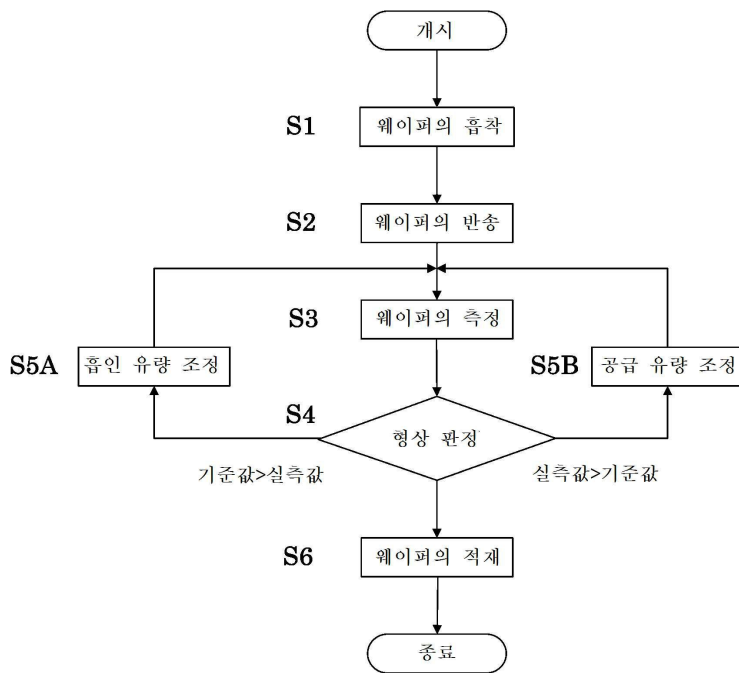 개시
S1 웨이퍼의 흡착
S2 웨이퍼의 반송
S3 웨이퍼의 측정
S5A 흡인 유량 조정
S5B 공급 유량 조정
S4 형상 판정
기준값>실측값
실측값>기준값
S6 웨이퍼의 적재
종료